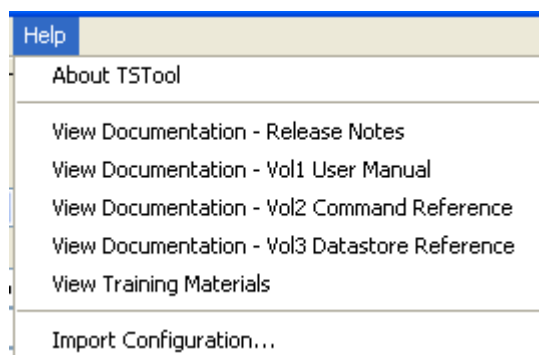 Help
About TSTool
View Documentation - Release Notes
View Documentation - Vol1 User Manual
View Documentation - Vol2 Command Reference
View Documentation - Vol3 Datastore Reference
View Training Materials
Import Configuration...